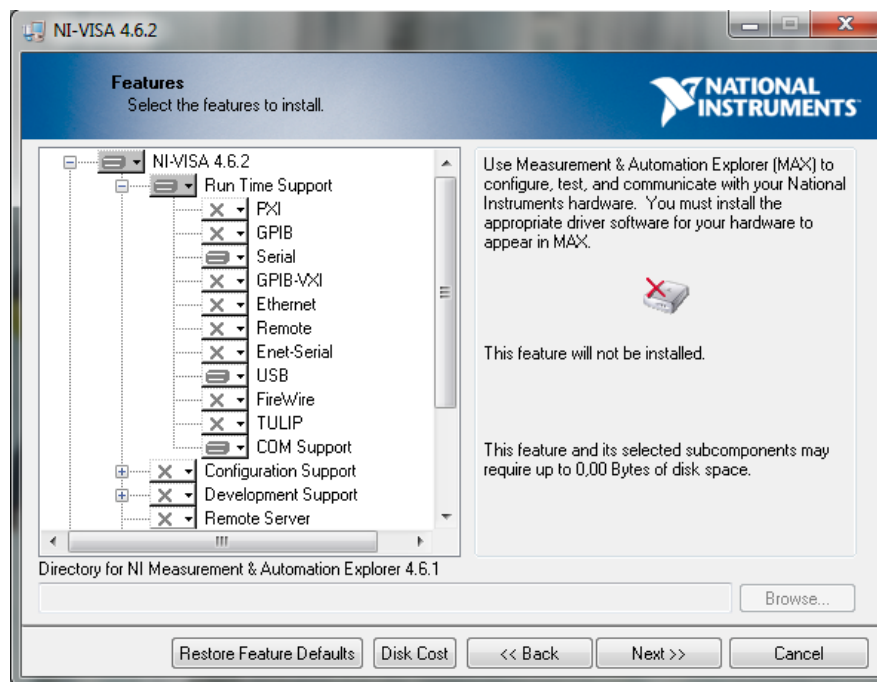 NI-VISA 4.6.2
Features
Select the features to install.
NATIONAL
INSTRUMENTS
NI-VISA 4.6.2
Run Time Support
PXI
GPIB
Serial
GPIB-VXI
Ethernet
Remote
Enet-Serial
USB
FireWire
TULIP
COM Support
Configuration Support
Development Support
Remote Server
Use Measurement & Automation Explorer (MAX) to
configure, test, and communicate with your National
Instruments hardware. You must install the
appropriate driver software for your hardware to
appear in MAX.
This feature will not be installed.
This feature and its selected subcomponents may
require up to 0,00 Bytes of disk space.
Directory for NI Measurement & Automation Explorer 4.6.1
Browse...
Restore Feature Defaults
Disk Cost
<< Back
Next >>
Cancel